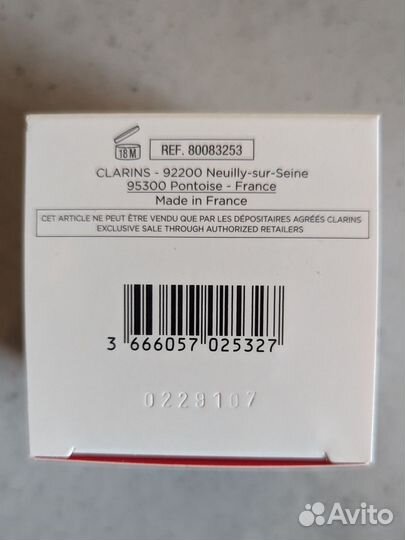 18M
REF. 80083253
CLARINS - 92200 Neuilly-sur-Seine
95300 Pontoise - France
Made in France
CET ARTICLE NE PEUT ÊTRE VENDU QUE PAR LES DÉPOSITAIRES AGRÉÉS CLARINS
EXCLUSIVE SALE THROUGH AUTHORIZED RETAILERS
3 666057 025327
0229107
Avito